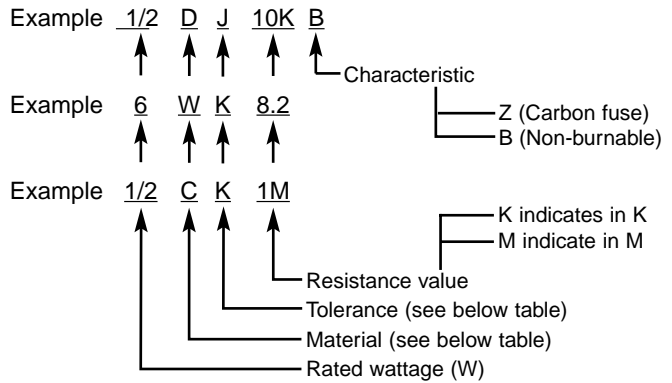 Example 1/2 D J 10K B
Characteristic
Example 6 W K 8.2
Z (Carbon fuse)
B (Non-burnable)
Example 1/2 C K 1M
K indicates in K
M indicate in M
Resistance value
Tolerance (see below table)
Material (see below table)
Rated wattage (W)